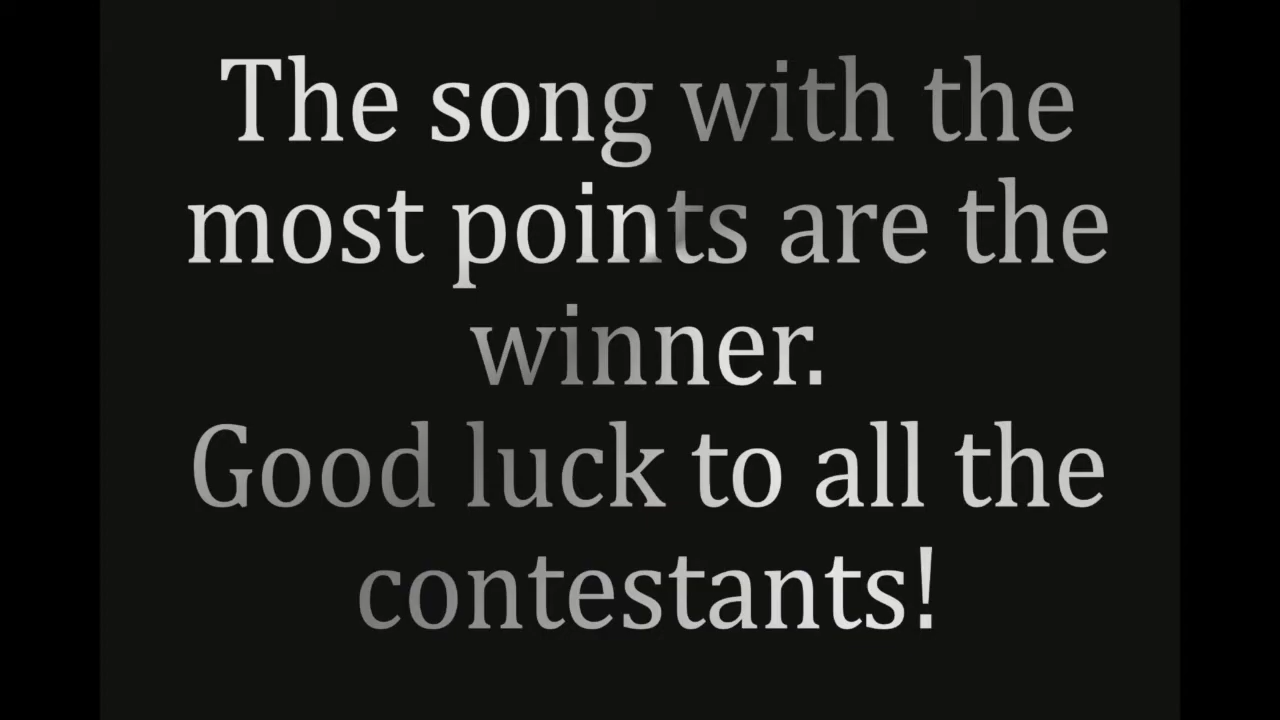 The song with the
most points are the
winner.
Good luck to all the
contestants!